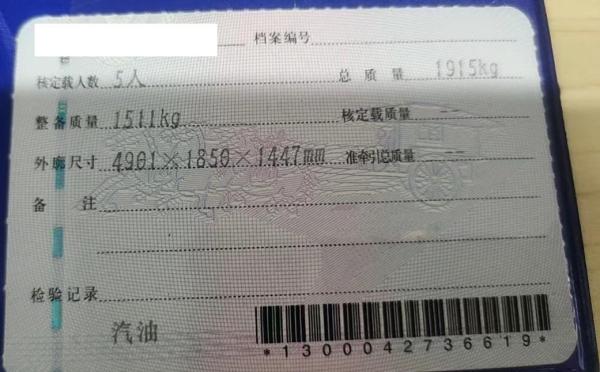 档案编号
核定载人数 5人 总质量 1915kg
整备质量 1511kg 核定载质量 --
外廓尺寸 4901×1850×1447mm 准牵引总质量 --
备注
检验记录
汽油
*1300042736619*